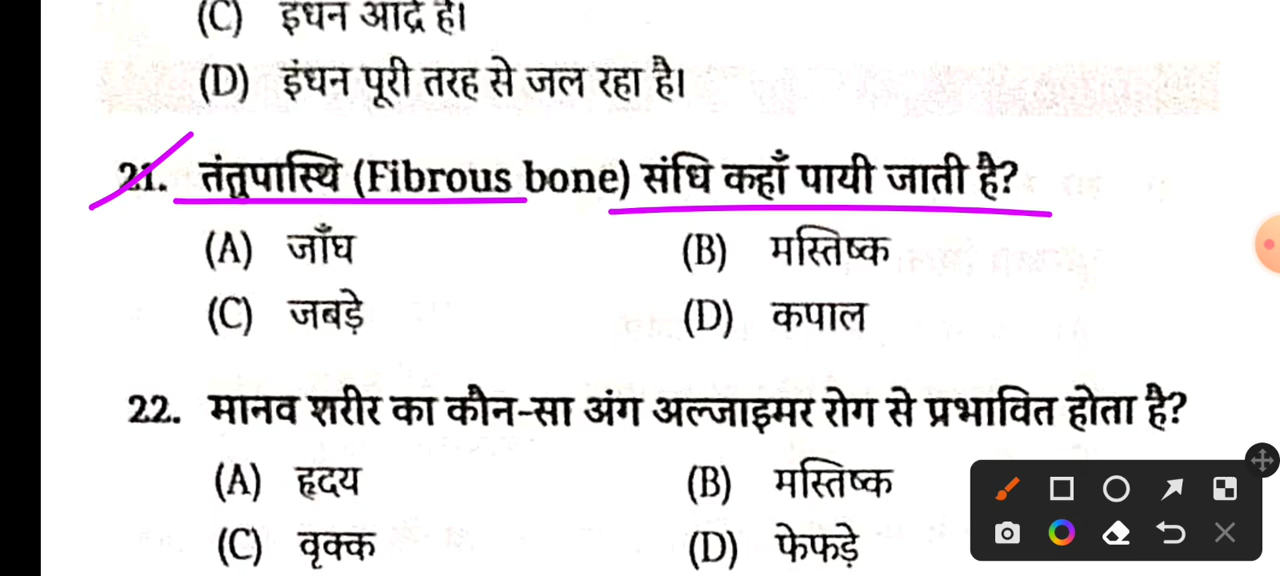 (C) इंधन आर्द्र है।
(D) इंधन पूरी तरह से जल रहा है।
21. तंतुपास्थि (Fibrous bone) संधि कहाँ पायी जाती है?
(A) जाँघ (B) मस्तिष्क
(C) जबड़े (D) कपाल
22. मानव शरीर का कौन-सा अंग अल्जाइमर रोग से प्रभावित होता है?
(A) हृदय (B) मस्तिष्क
(C) वृक्क (D) फेफड़े